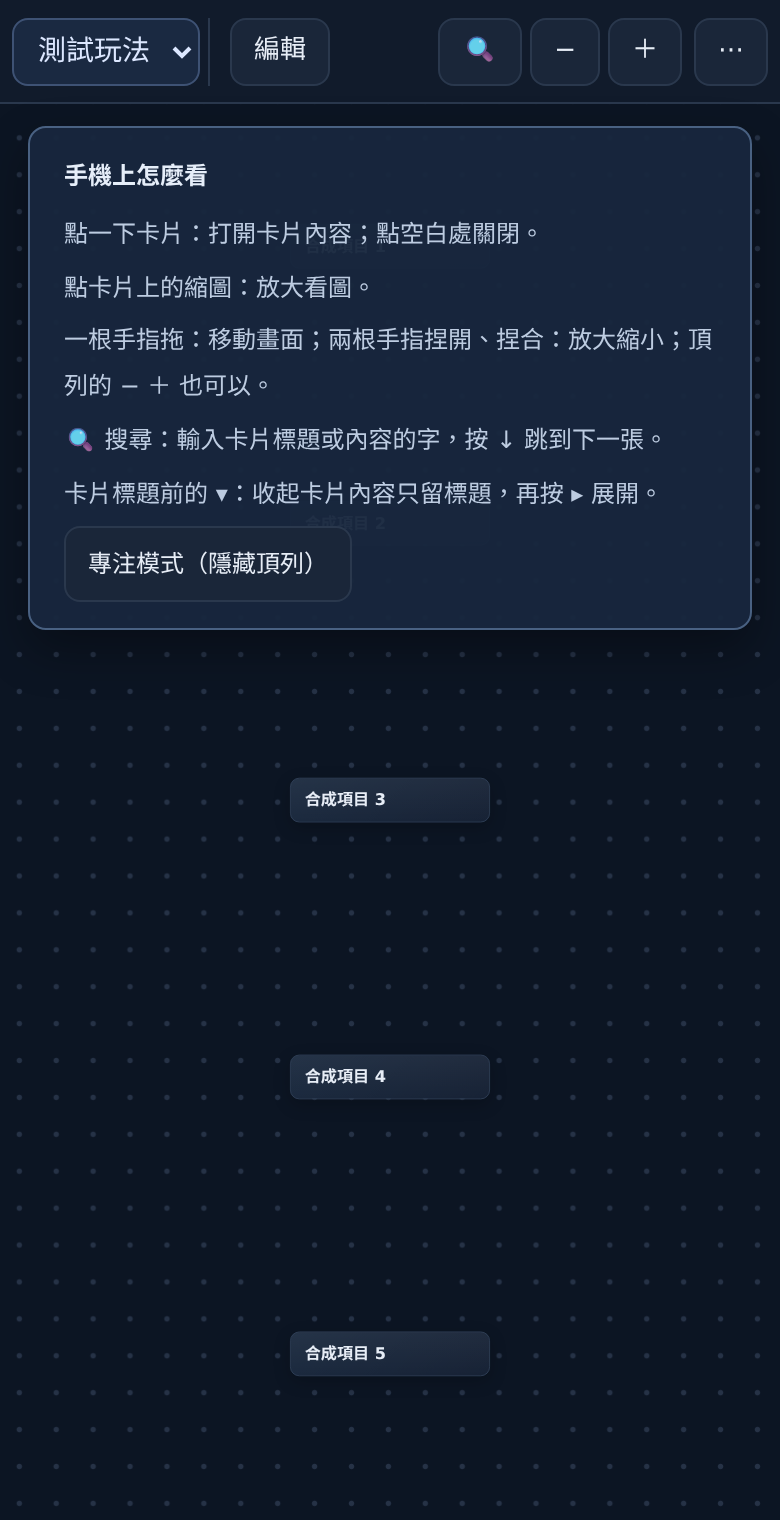 測試玩法
編輯
− ＋ ⋯
手機上怎麼看
點一下卡片：打開卡片內容；點空白處關閉。
點卡片上的縮圖：放大看圖。
一根手指拖：移動畫面；兩根手指捏開、捏合：放大縮小；頂
列的 − ＋ 也可以。
🔍 搜尋：輸入卡片標題或內容的字，按 ↓ 跳到下一張。
卡片標題前的 ▾：收起卡片內容只留標題，再按 ▸ 展開。
合成項目 2
專注模式（隱藏頂列）
合成項目 3
合成項目 4
合成項目 5